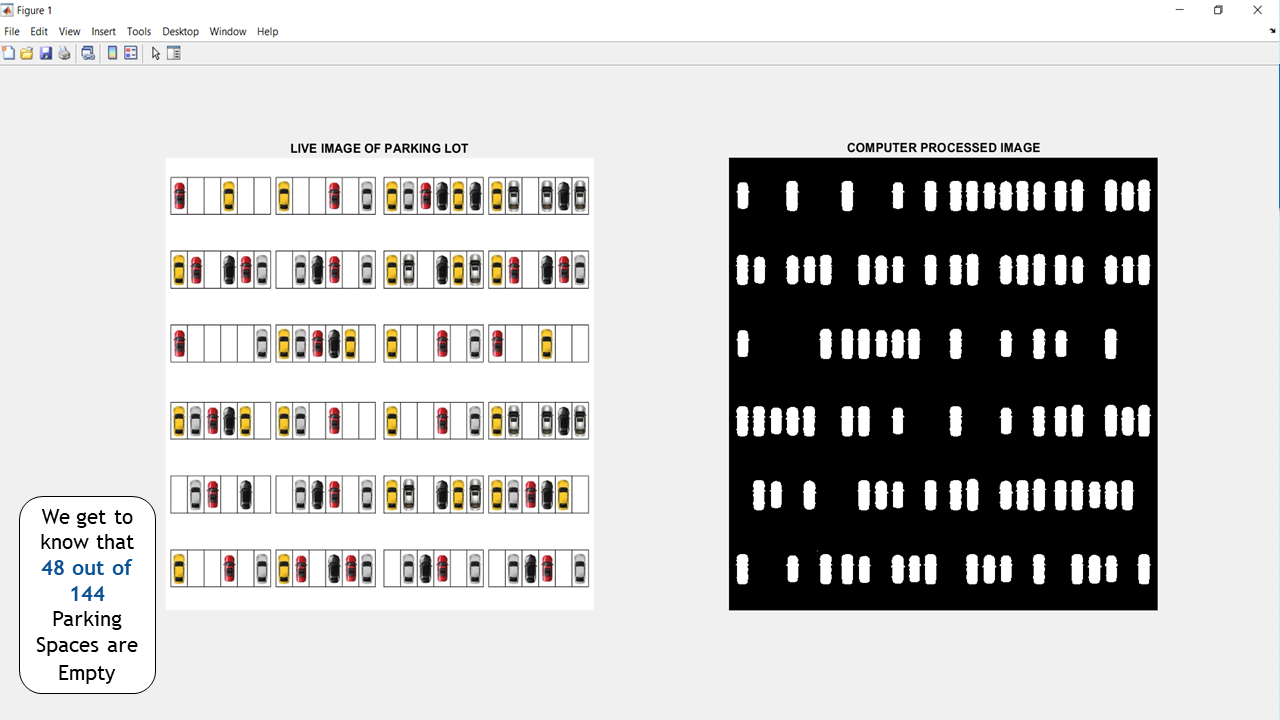 Figure 1
File Edit View Insert Tools Desktop Window Help
LIVE IMAGE OF PARKING LOT
COMPUTER PROCESSED IMAGE
We get to
know that
48 out of
144
Parking
Spaces are
Empty